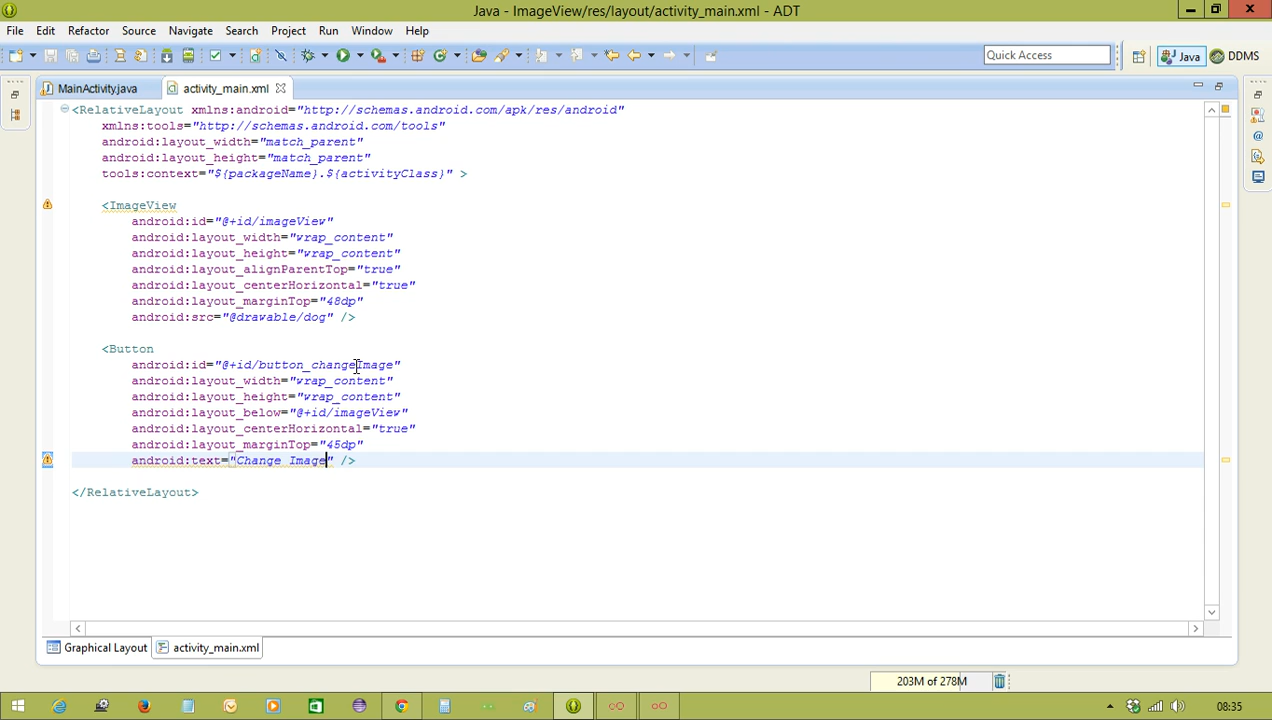 Java - ImageView/res/layout/activity_main.xml - ADT
File Edit Refactor Source Navigate Search Project Run Window Help
Quick Access
Java
DDMS
MainActivity.java
activity_main.xml
<RelativeLayout xmlns:android="http://schemas.android.com/apk/res/android"
xmlns:tools="http://schemas.android.com/tools"
android:layout_width="match_parent"
android:layout_height="match_parent"
tools:context="${packageName}.${activityClass}" >
<ImageView
android:id="@+id/imageView"
android:layout_width="wrap_content"
android:layout_height="wrap_content"
android:layout_alignParentTop="true"
android:layout_centerHorizontal="true"
android:layout_marginTop="48dp"
android:src="@drawable/dog" />
<Button
android:id="@+id/button_changeImage"
android:layout_width="wrap_content"
android:layout_height="wrap_content"
android:layout_below="@+id/imageView"
android:layout_centerHorizontal="true"
android:layout_marginTop="45dp"
android:text="Change Image" />
</RelativeLayout>
Graphical Layout
activity_main.xml
203M of 278M
08:35